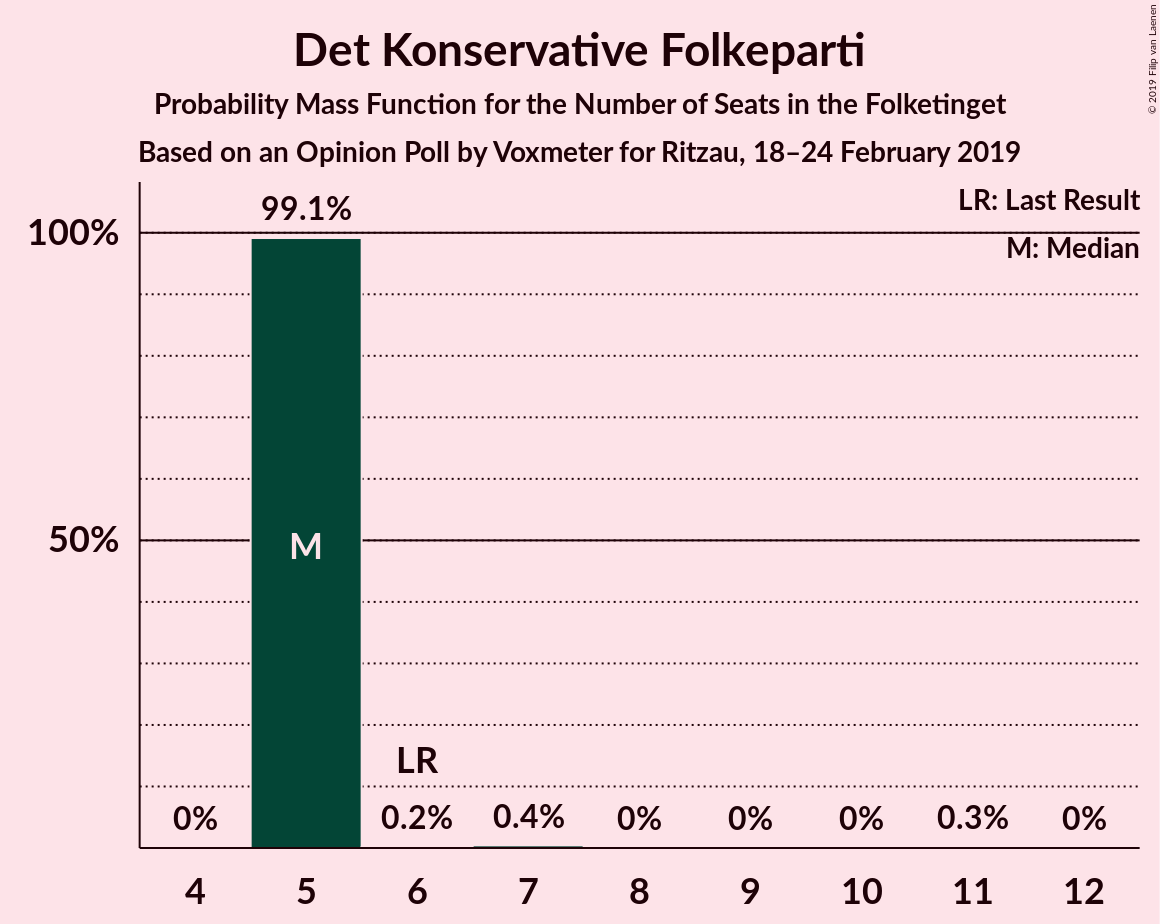 Det Konservative Folkeparti
Probability Mass Function for the Number of Seats in the Folketinget
Based on an Opinion Poll by Voxmeter for Ritzau, 18–24 February 2019
© 2019 Filip van Laenen
LR: Last Result
M: Median
100%
50%
99.1%
M
LR
0%
0.2%
0.4%
0%
0%
0%
0.3%
0%
4 5 6 7 8 9 10 11 12